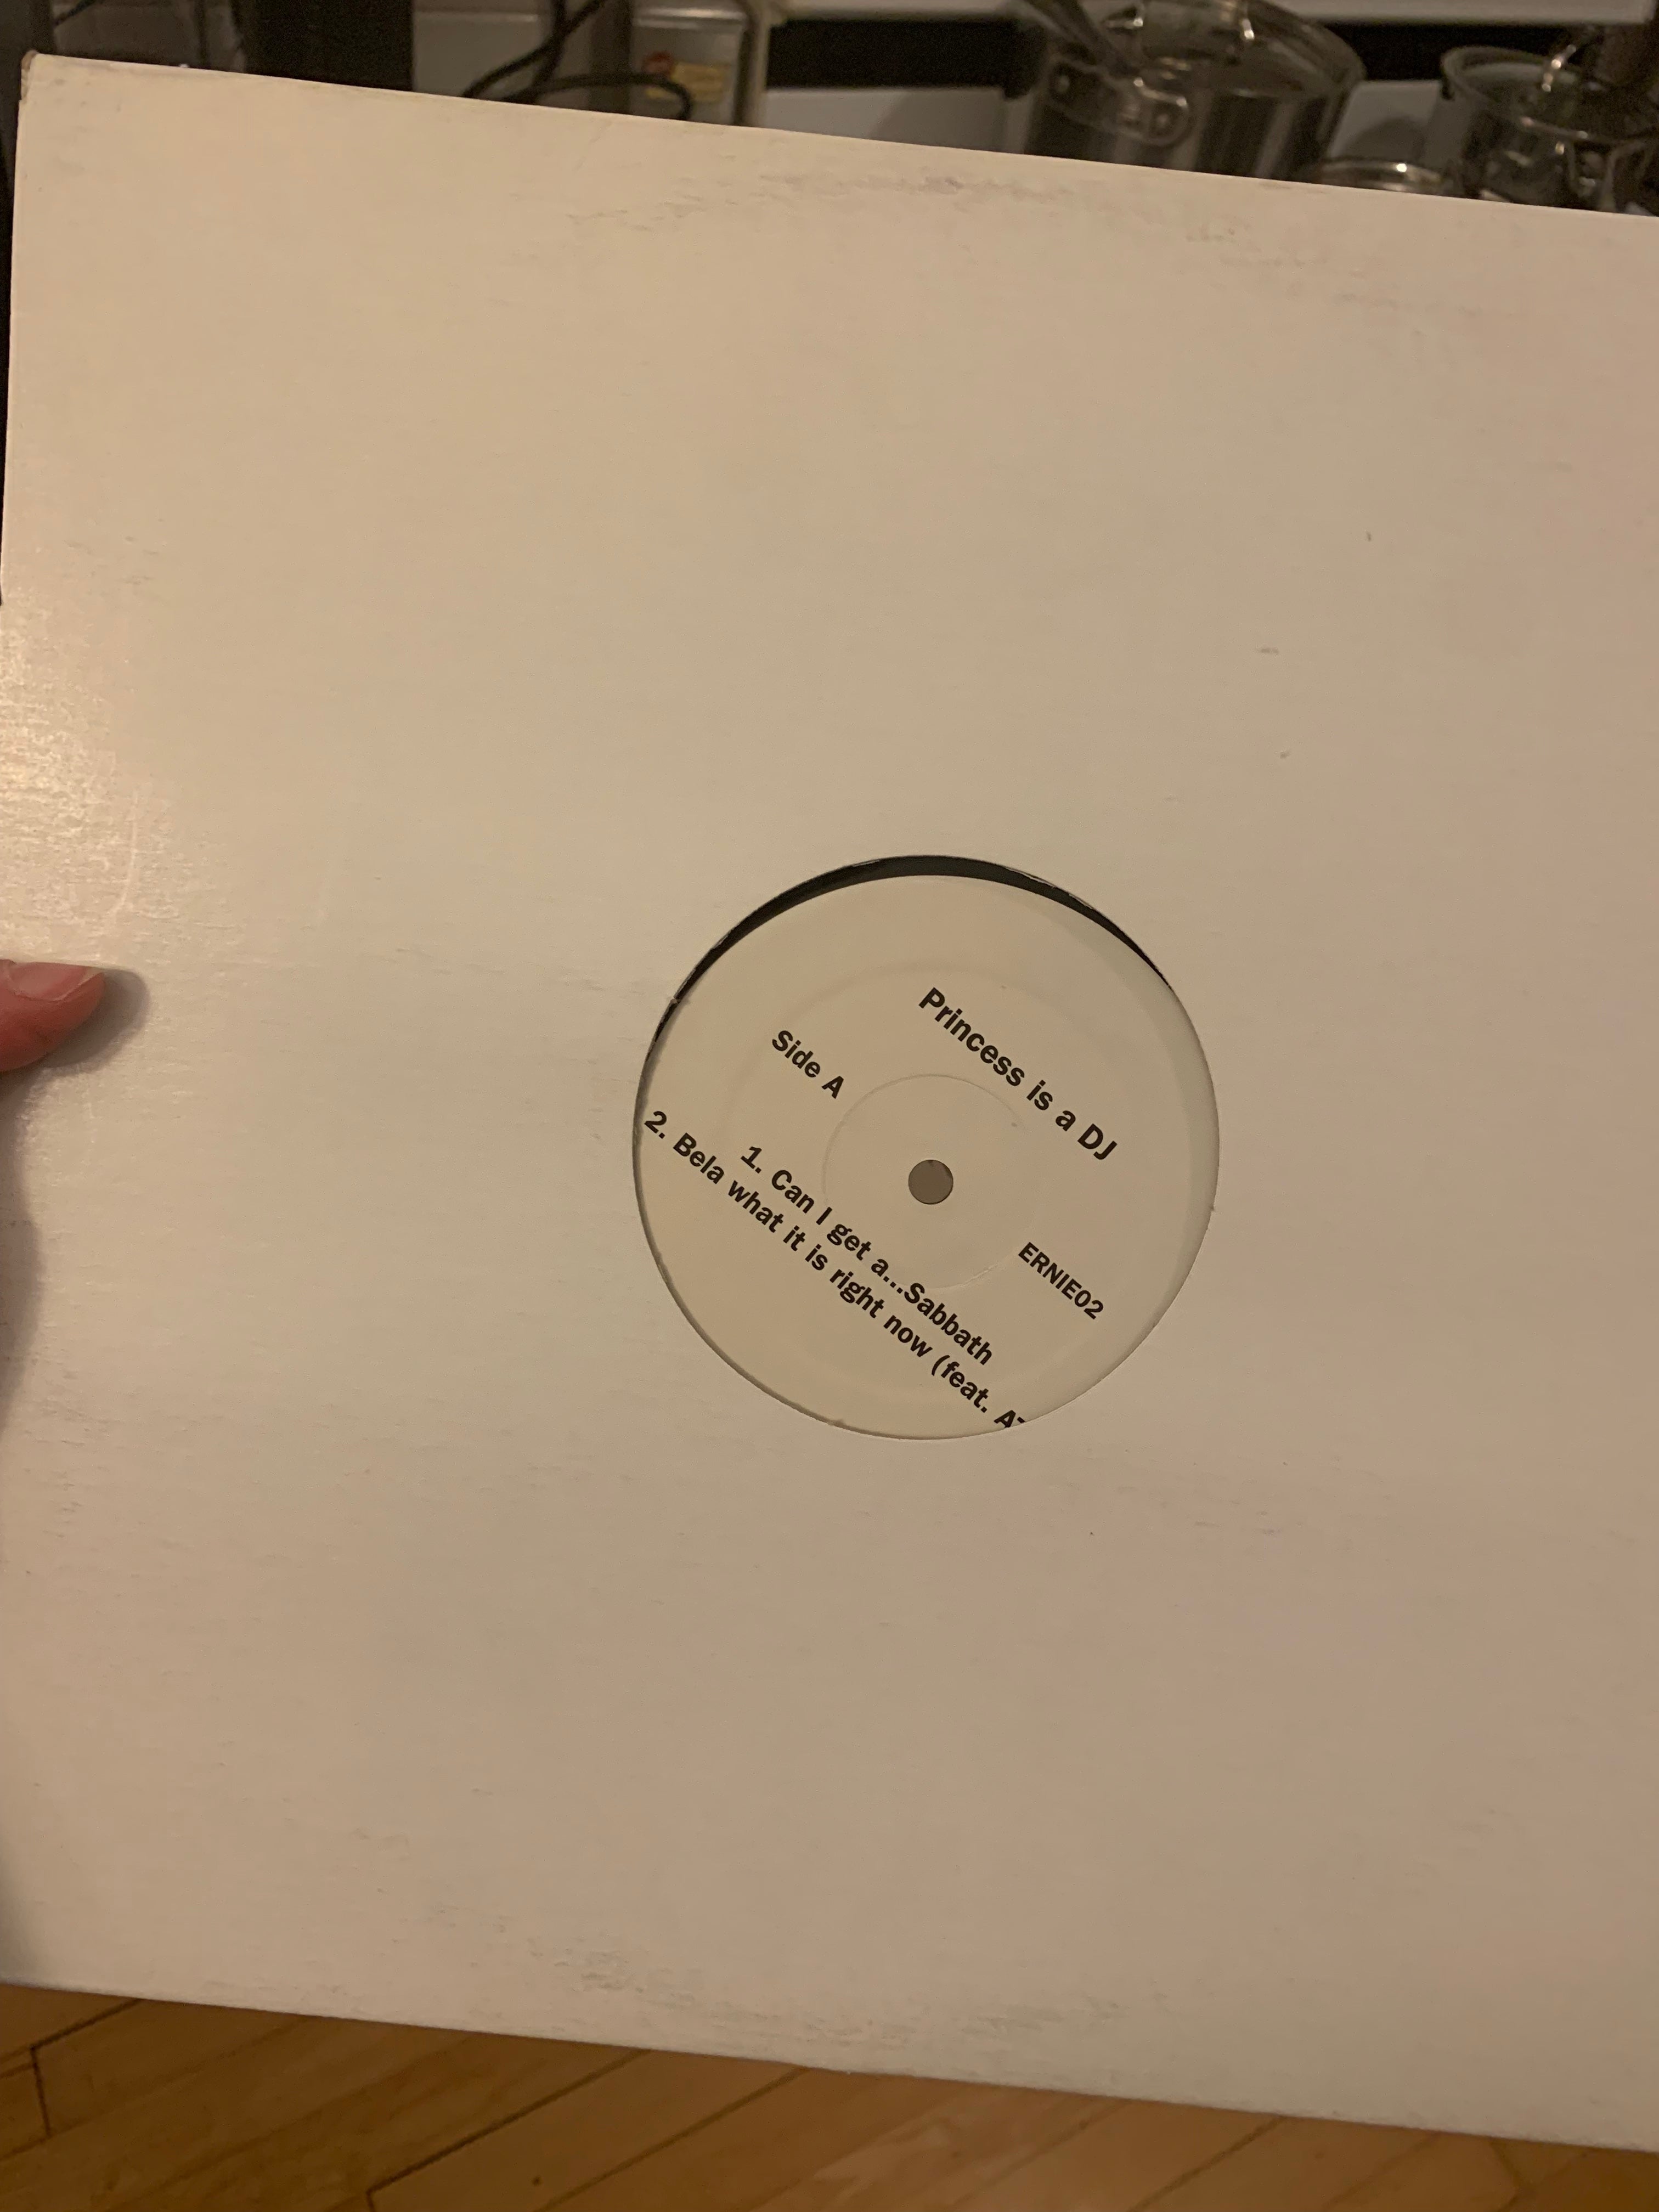 Princess is a DJ
Side A
ERNIE02
1. Can I get a...Sabbath
2. Bela what it is right now (feat.